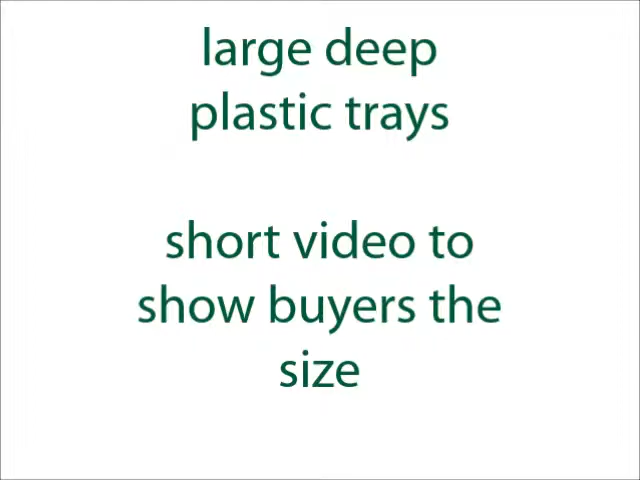 large deep
plastic trays
short video to
show buyers the
size